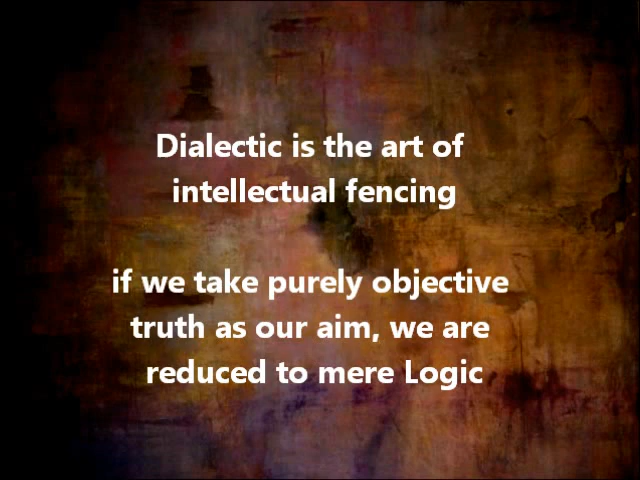 Dialectic is the art of
intellectual fencing
if we take purely objective
truth as our aim, we are
reduced to mere Logic